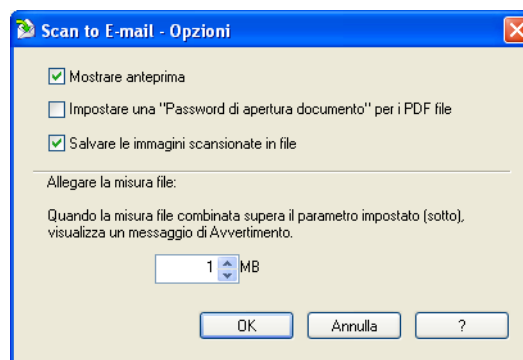 Scan to E-mail - Opzioni
Mostrare anteprima
Impostare una "Password di apertura documento" per i PDF file
Salvare le immagini scansionate in file
Allegare la misura file:
Quando la misura file combinata supera il parametro impostato (sotto),
visualizza un messaggio di Avvertimento.
1 MB
OK Annulla ?